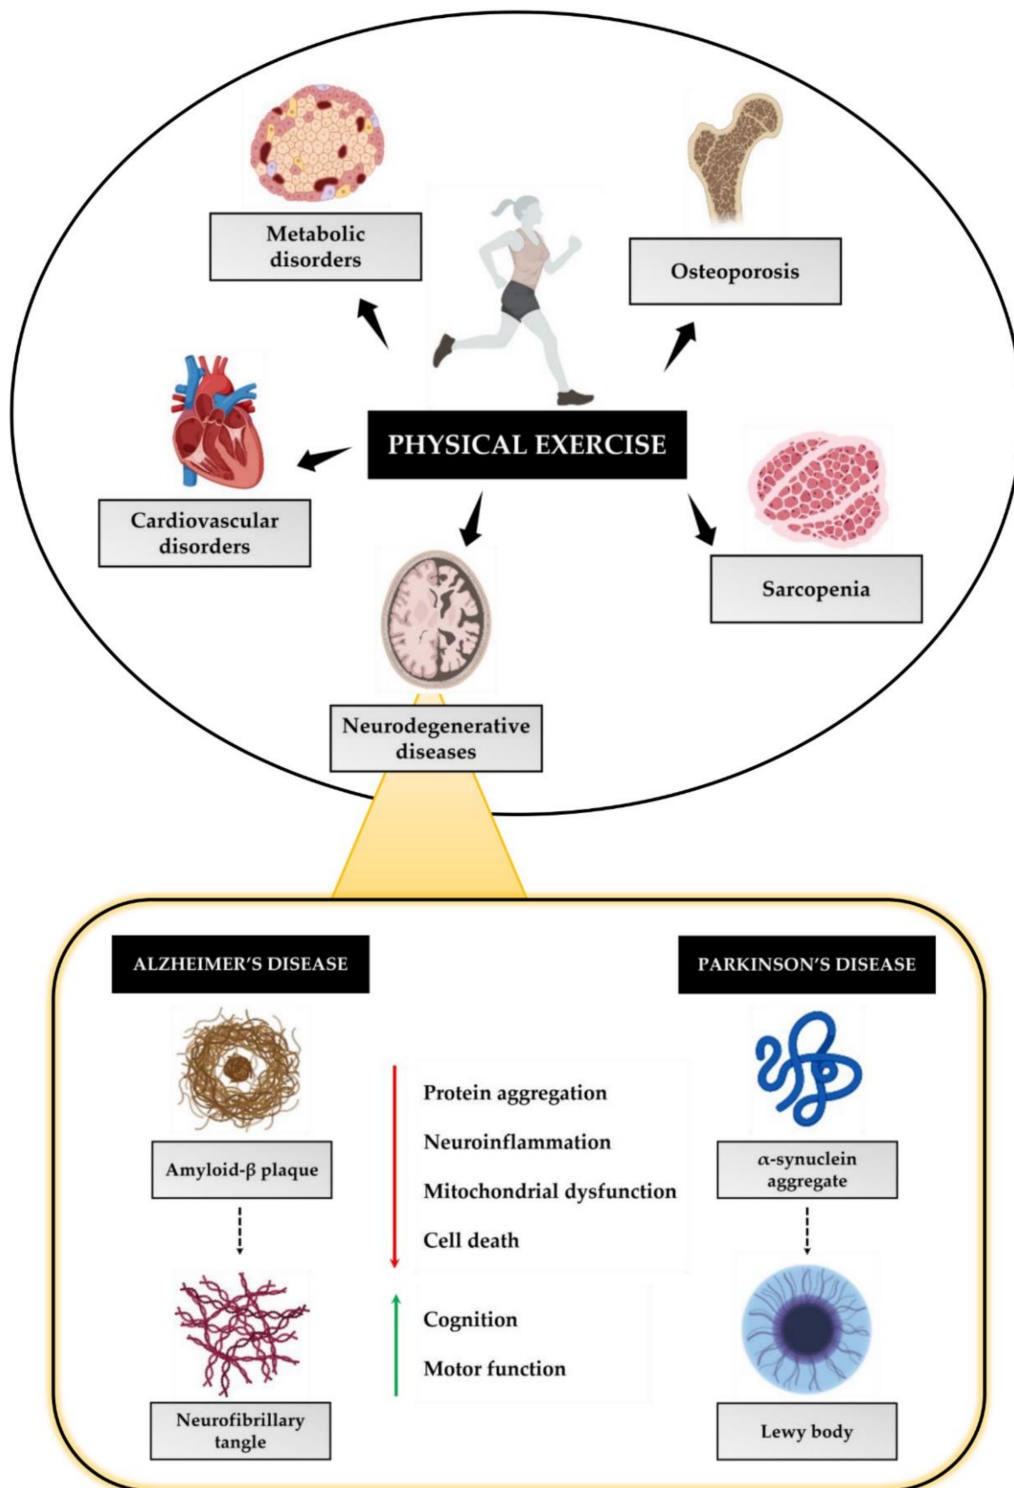 Metabolic
disorders
Osteoporosis
PHYSICAL EXERCISE
Cardiovascular
disorders
Sarcopenia
Neurodegenerative
diseases
ALZHEIMER'S DISEASE
PARKINSON'S DISEASE
Amyloid-β plaque
Protein aggregation
Neuroinflammation
Mitochondrial dysfunction
Cell death
α-synuclein
aggregate
Cognition
Motor function
Neurofibrillary
tangle
Lewy body